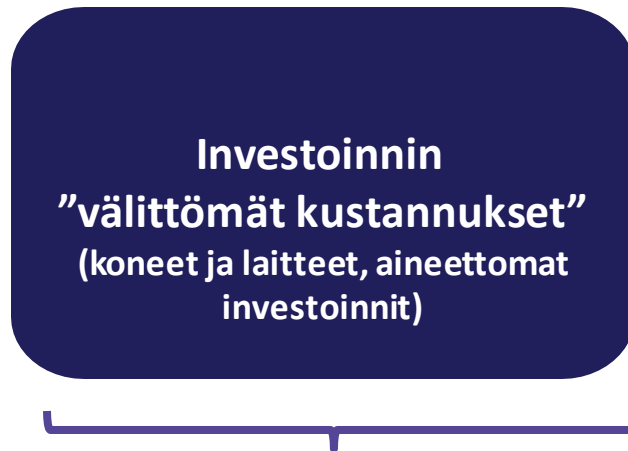 Investoinnin
”välittömät kustannukset”
(koneet ja laitteet, aineettomat
investoinnit)